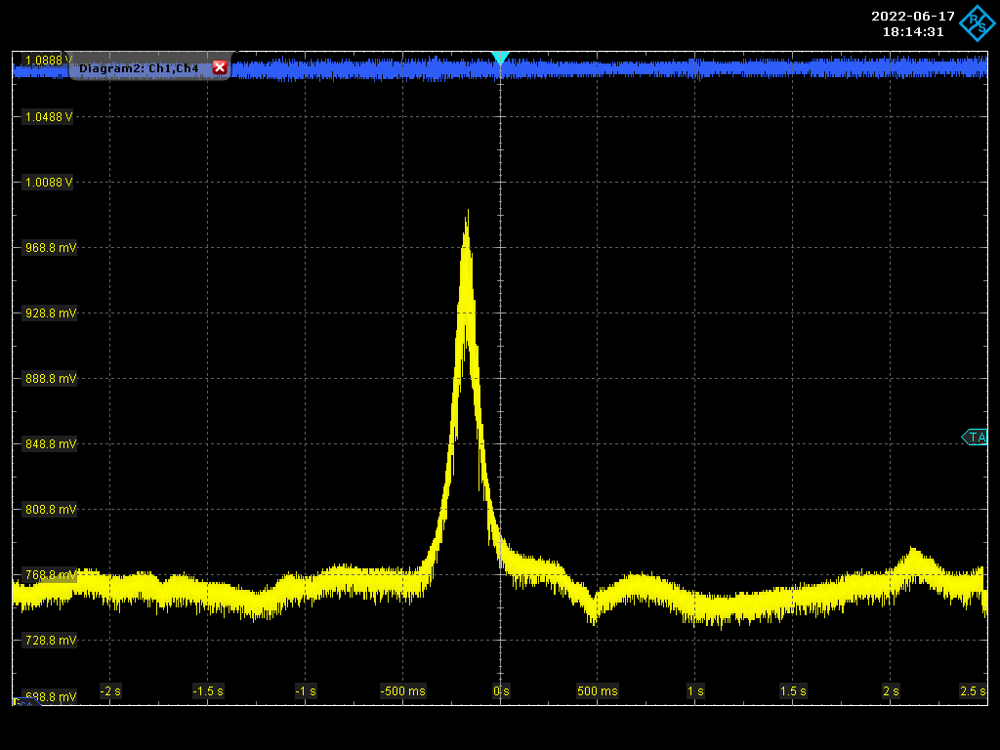 2022-06-17
18:14:31
R&S
1.0888 V
Diagram2: Ch1,Ch4
1.0488 V
1.0088 V
968.8 mV
928.8 mV
888.8 mV
848.8 mV
TA
808.8 mV
768.8 mV
728.8 mV
688.8 mV
-2 s
-1.5 s
-1 s
-500 ms
0 s
500 ms
1 s
1.5 s
2 s
2.5 s